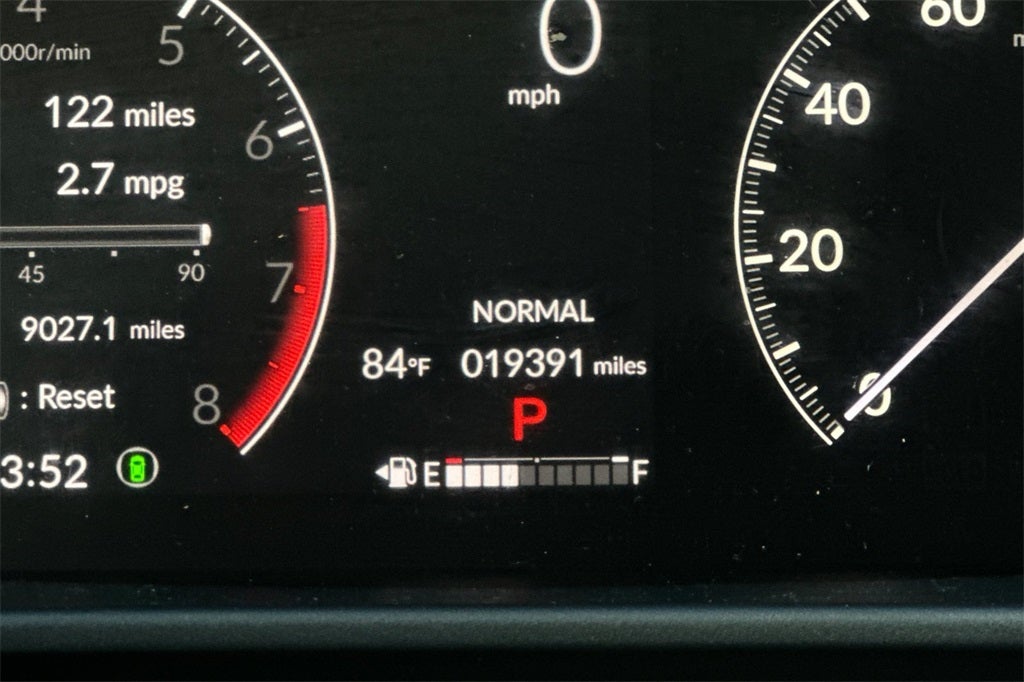 4
5
000r/min
122 miles
6
2.7 mpg
45
90
7
9027.1 miles
: Reset
8
3:52
0
mph
NORMAL
84°F 019391 miles
P
E F
60
40
20
0